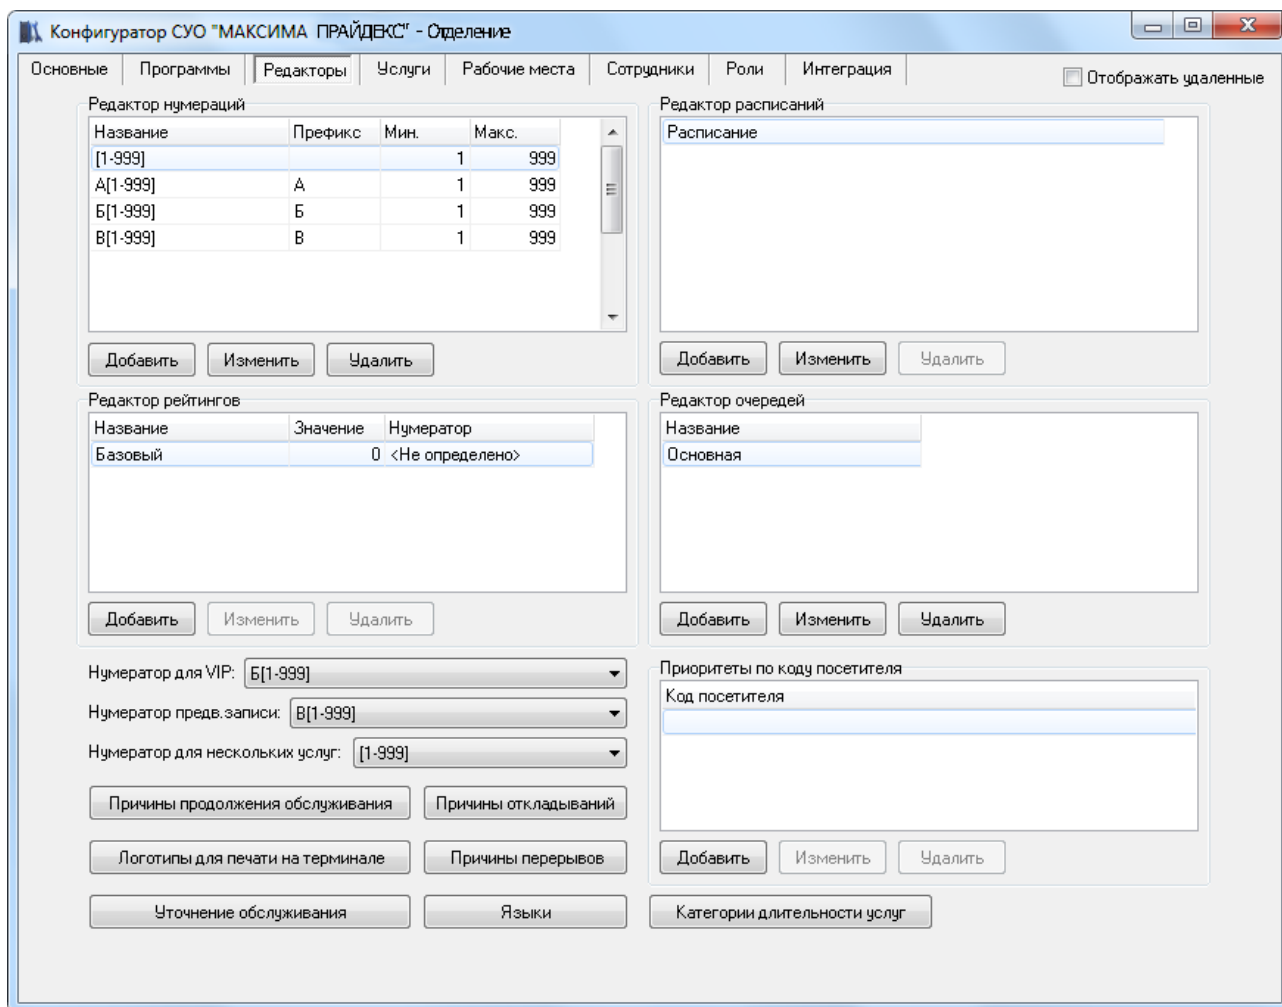 Конфигуратор СУО "МАКСИМА ПРАЙДЕКС" - Отделение
Основные Программы Редакторы Услуги Рабочие места Сотрудники Роли Интеграция Отображать удаленные
Редактор нумераций
Название Префикс Мин. Макс.
[1-999] 1 999
А[1-999] А 1 999
Б[1-999] Б 1 999
В[1-999] В 1 999
Добавить Изменить Удалить
Редактор расписаний
Расписание
Добавить Изменить Удалить
Редактор рейтингов
Название Значение Нумератор
Базовый 0 <Не определено>
Добавить Изменить Удалить
Редактор очередей
Название
Основная
Добавить Изменить Удалить
Нумератор для VIP: Б[1-999]
Нумератор предв.записи: В[1-999]
Нумератор для нескольких услуг: [1-999]
Причины продолжения обслуживания Причины откладываний
Логотипы для печати на терминале Причины перерывов
Уточнение обслуживания Языки
Приоритеты по коду посетителя
Код посетителя
Добавить Изменить Удалить
Категории длительности услуг